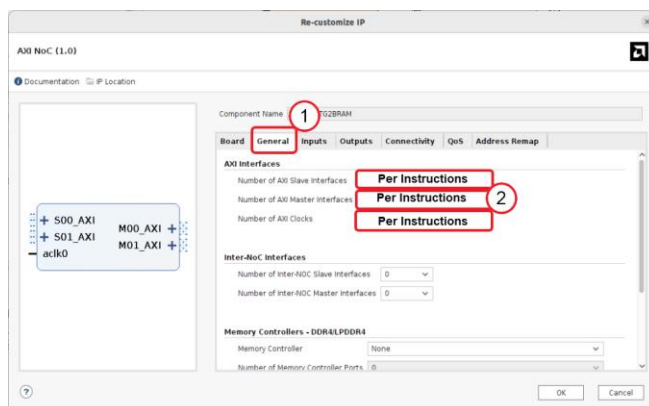 Re-customize IP
AXI NoC (1.0)
Documentation IP Location
Component Name TG2BRAM
1
Board General Inputs Outputs Connectivity QoS Address Remap
AXI Interfaces
Number of AXI Slave Interfaces Per Instructions
Number of AXI Master Interfaces Per Instructions
2
Number of AXI Clocks Per Instructions
S00_AXI
S01_AXI
aclk0
M00_AXI
M01_AXI
Inter-NoC Interfaces
Number of Inter-NOC Slave Interfaces 0
Number of Inter-NOC Master Interfaces 0
Memory Controllers - DDR4/LPDDR4
Memory Controller None
Number of Memory Controller Ports 0
? OK Cancel